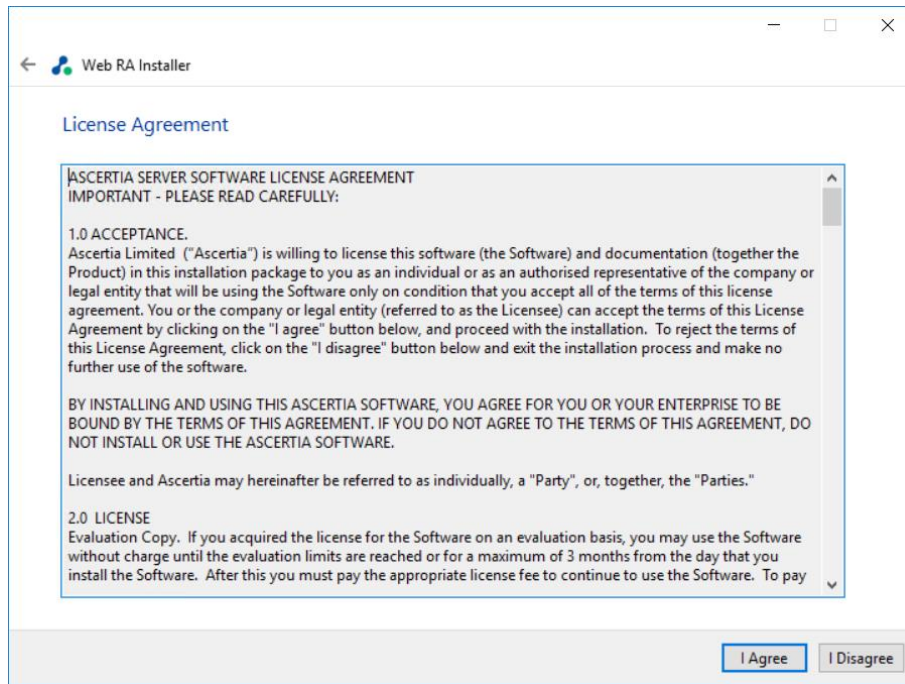 Web RA Installer
License Agreement
ASCERTIA SERVER SOFTWARE LICENSE AGREEMENT
IMPORTANT - PLEASE READ CAREFULLY:
1.0 ACCEPTANCE.
Ascertia Limited  ("Ascertia") is willing to license this software (the Software) and documentation (together the
Product) in this installation package to you as an individual or as an authorised representative of the company or
legal entity that will be using the Software only on condition that you accept all of the terms of this license
agreement. You or the company or legal entity (referred to as the Licensee) can accept the terms of this License
Agreement by clicking on the "I agree" button below, and proceed with the installation.  To reject the terms of
this License Agreement, click on the "I disagree" button below and exit the installation process and make no
further use of the software.
BY INSTALLING AND USING THIS ASCERTIA SOFTWARE, YOU AGREE FOR YOU OR YOUR ENTERPRISE TO BE
BOUND BY THE TERMS OF THIS AGREEMENT. IF YOU DO NOT AGREE TO THE TERMS OF THIS AGREEMENT, DO
NOT INSTALL OR USE THE ASCERTIA SOFTWARE.
Licensee and Ascertia may hereinafter be referred to as individually, a "Party", or, together, the "Parties."
2.0  LICENSE
Evaluation Copy.  If you acquired the license for the Software on an evaluation basis, you may use the Software
without charge until the evaluation limits are reached or for a maximum of 3 months from the day that you
install the Software.  After this you must pay the appropriate license fee to continue to use the Software.  To pay
I Agree
I Disagree